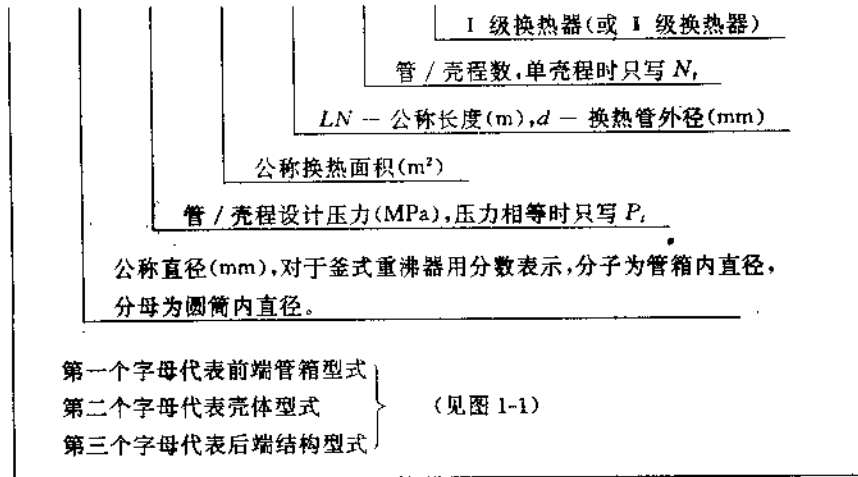 I 级换热器(或 II 级换热器)
管 / 壳程数,单壳程时只写 Nt
LN — 公称长度(m),d — 换热管外径(mm)
公称换热面积(m²)
管 / 壳程设计压力(MPa),压力相等时只写 Pt
公称直径(mm),对于釜式重沸器用分数表示,分子为管箱内直径,
分母为圆筒内直径。
第一个字母代表前端管箱型式
第二个字母代表壳体型式 (见图 1-1)
第三个字母代表后端结构型式